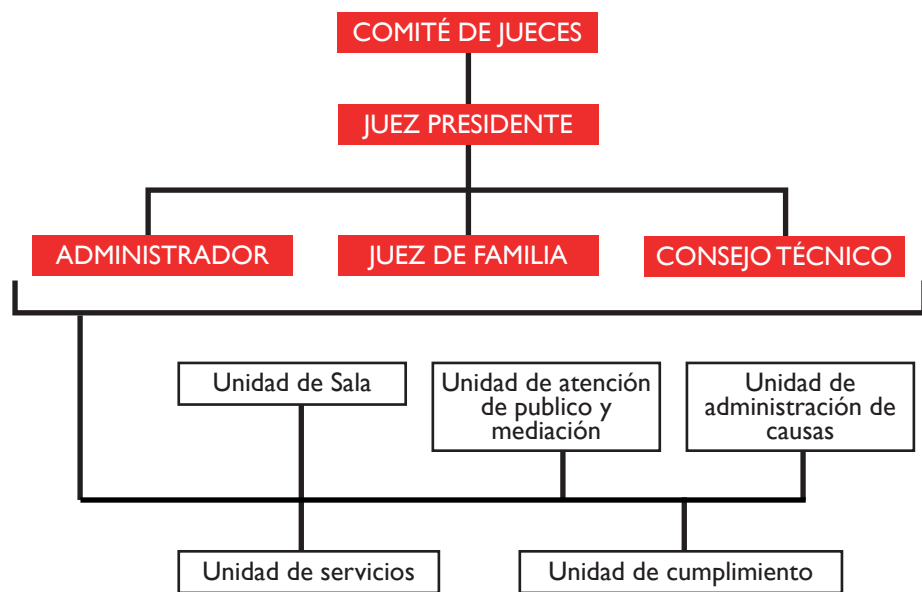 COMITÉ DE JUECES
JUEZ PRESIDENTE
ADMINISTRADOR
JUEZ DE FAMILIA
CONSEJO TÉCNICO
Unidad de Sala
Unidad de atención
de publico y
mediación
Unidad de
administración de
causas
Unidad de servicios
Unidad de cumplimiento